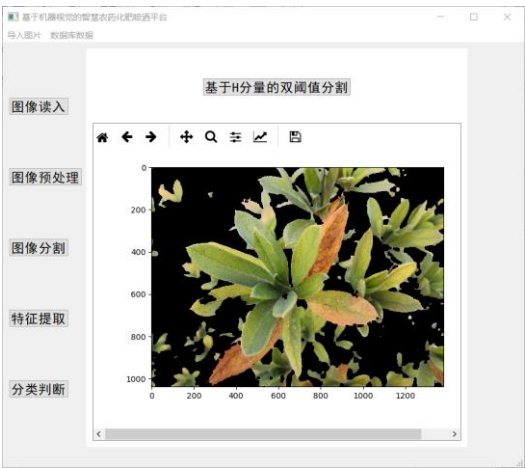 基于机器视觉的智慧农药化肥喷洒平台
导入图片 数据库数据
基于H分量的双阈值分割
图像读入
图像预处理
图像分割
特征提取
分类判断
0
200
400
600
800
1000
0 200 400 600 800 1000 1200